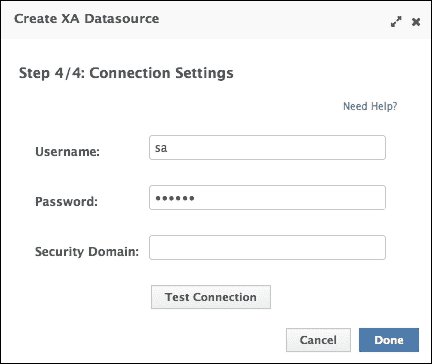 Create XA Datasource
Step 4/4: Connection Settings
Need Help?
Username: sa
Password: ••••••
Security Domain:
Test Connection
Cancel Done